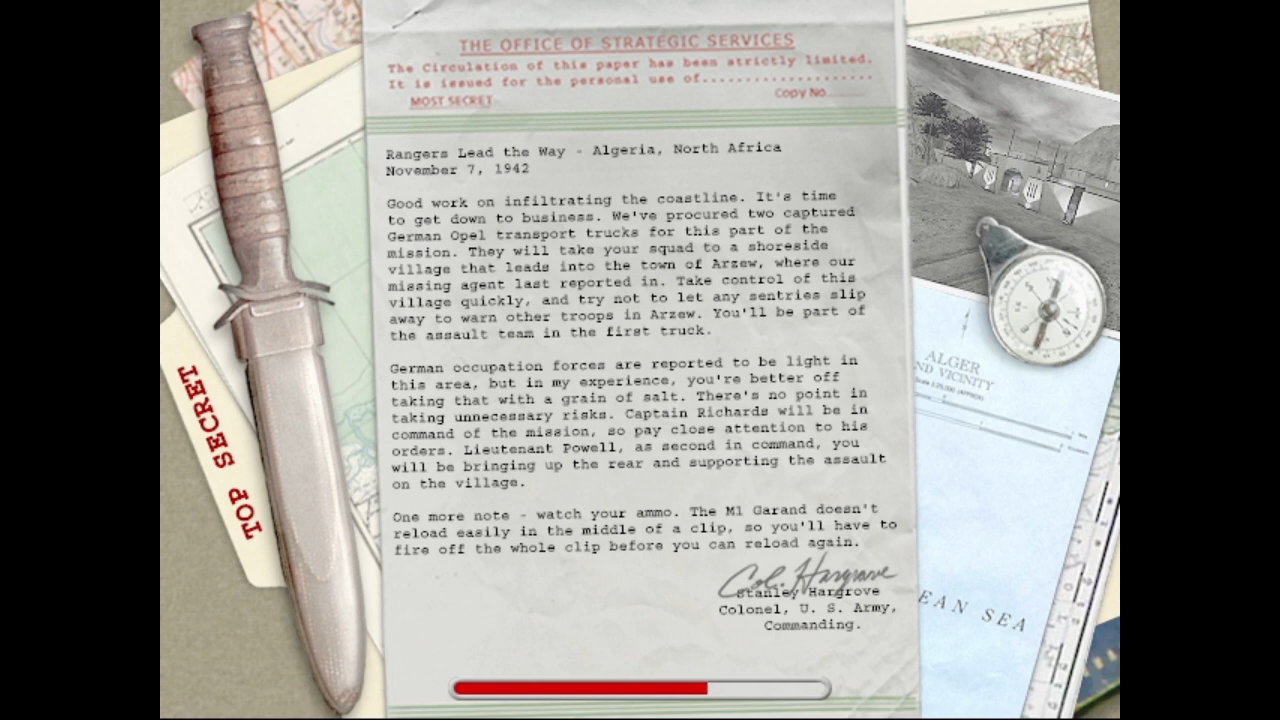 THE OFFICE OF STRATEGIC SERVICES
The Circulation of this paper has been strictly limited.
It is issued for the personal use of....................
MOST SECRET
Copy No.........
Rangers Lead the Way - Algeria, North Africa
November 7, 1942
Good work on infiltrating the coastline. It's time
to get down to business. We've procured two captured
German Opel transport trucks for this part of the
mission. They will take your squad to a shoreside
village that leads into the town of Arzew, where our
missing agent last reported in. Take control of this
village quickly, and try not to let any sentries slip
away to warn other troops in Arzew. You'll be part of
the assault team in the first truck.
German occupation forces are reported to be light in
this area, but in my experience, you're better off
taking that with a grain of salt. There's no point in
taking unnecessary risks. Captain Richards will be in
command of the mission, so pay close attention to his
orders. Lieutenant Powell, as second in command, you
will be bringing up the rear and supporting the assault
on the village.
One more note - watch your ammo. The M1 Garand doesn't
reload easily in the middle of a clip, so you'll have to
fire off the whole clip before you can reload again.
Col. Hargrove
Stanley Hargrove
Colonel, U. S. Army,
Commanding.
TOP SECRET
ALGER
ND VICINITY
EAN SEA